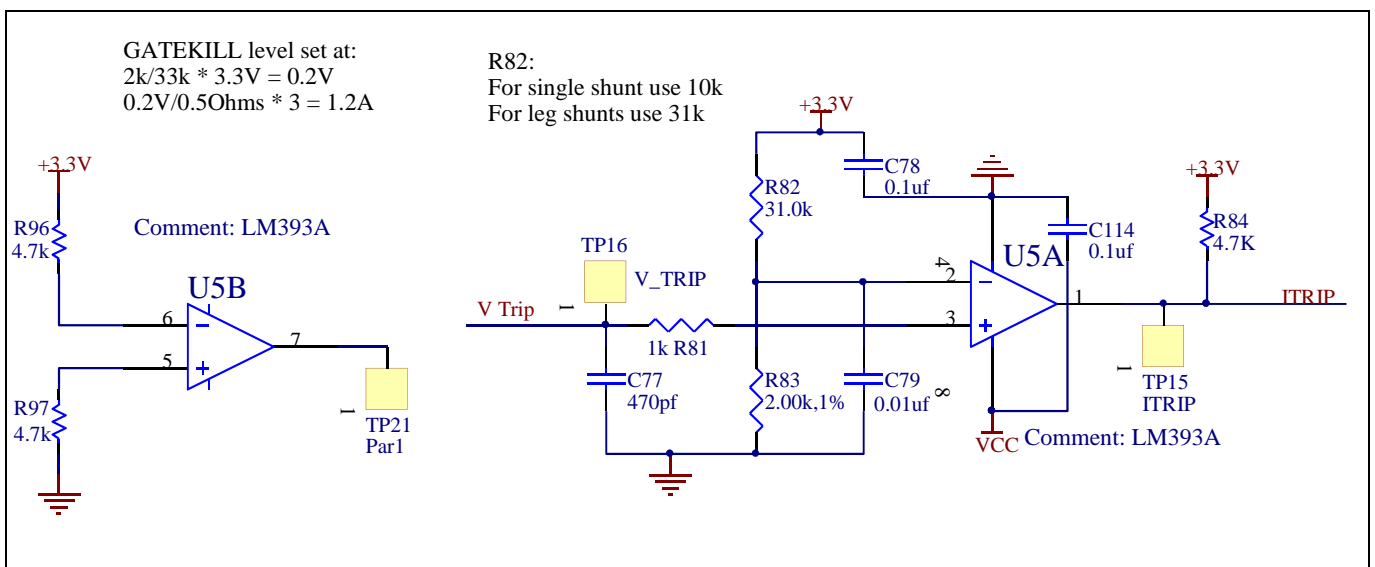 GATEKILL level set at:
2k/33k * 3.3V = 0.2V
0.2V/0.5Ohms * 3 = 1.2A
R82:
For single shunt use 10k
For leg shunts use 31k
+3.3V
R96
4.7k
Comment: LM393A
U5B
6
5
7
R97
4.7k
1
TP21
Par1
+3.3V
C78
0.1uf
R82
31.0k
TP16
V_TRIP
1
V Trip
1k R81
C77
470pf
R83
2.00k,1%
C79
0.01uf
4
2
3
8
U5A
1
C114
0.1uf
VCC
Comment: LM393A
+3.3V
R84
4.7K
ITRIP
1
TP15
ITRIP